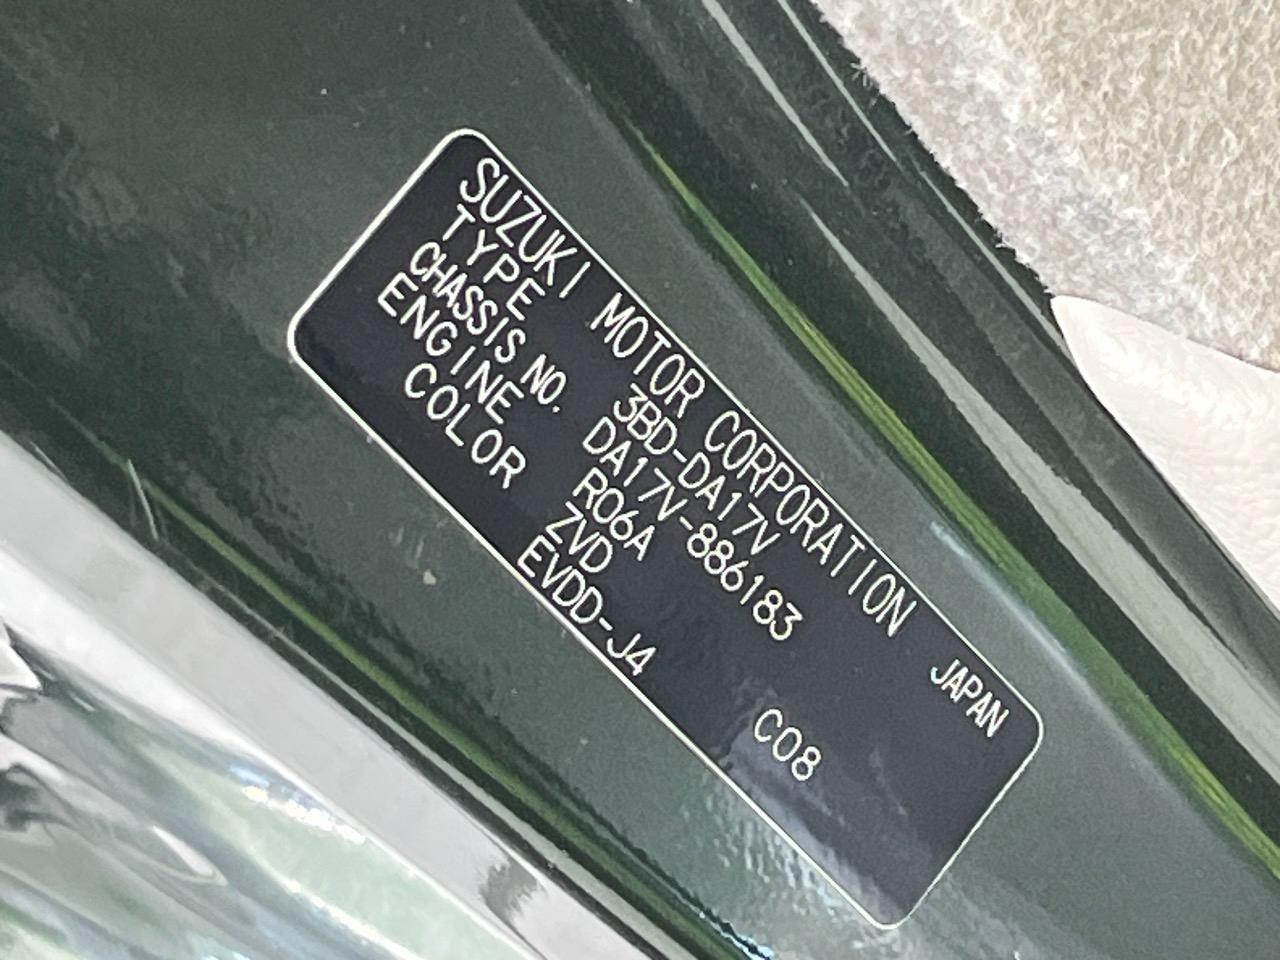 SUZUKI MOTOR CORPORATION JAPAN
TYPE 3BD-DA17V
CHASSIS NO. DA17V-886183
ENGINE R06A
COLOR ZVD C08
EVDD-J4